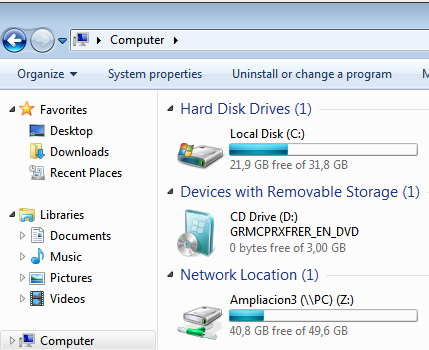 Computer
Organize
System properties
Uninstall or change a program
M
Favorites
Desktop
Downloads
Recent Places
Libraries
Documents
Music
Pictures
Videos
Computer
Hard Disk Drives (1)
Local Disk (C:)
21,9 GB free of 31,8 GB
Devices with Removable Storage (1)
CD Drive (D:)
GRMCPRXFRER_EN_DVD
0 bytes free of 3,00 GB
Network Location (1)
Ampliacion3 (\\PC) (Z:)
40,8 GB free of 49,6 GB